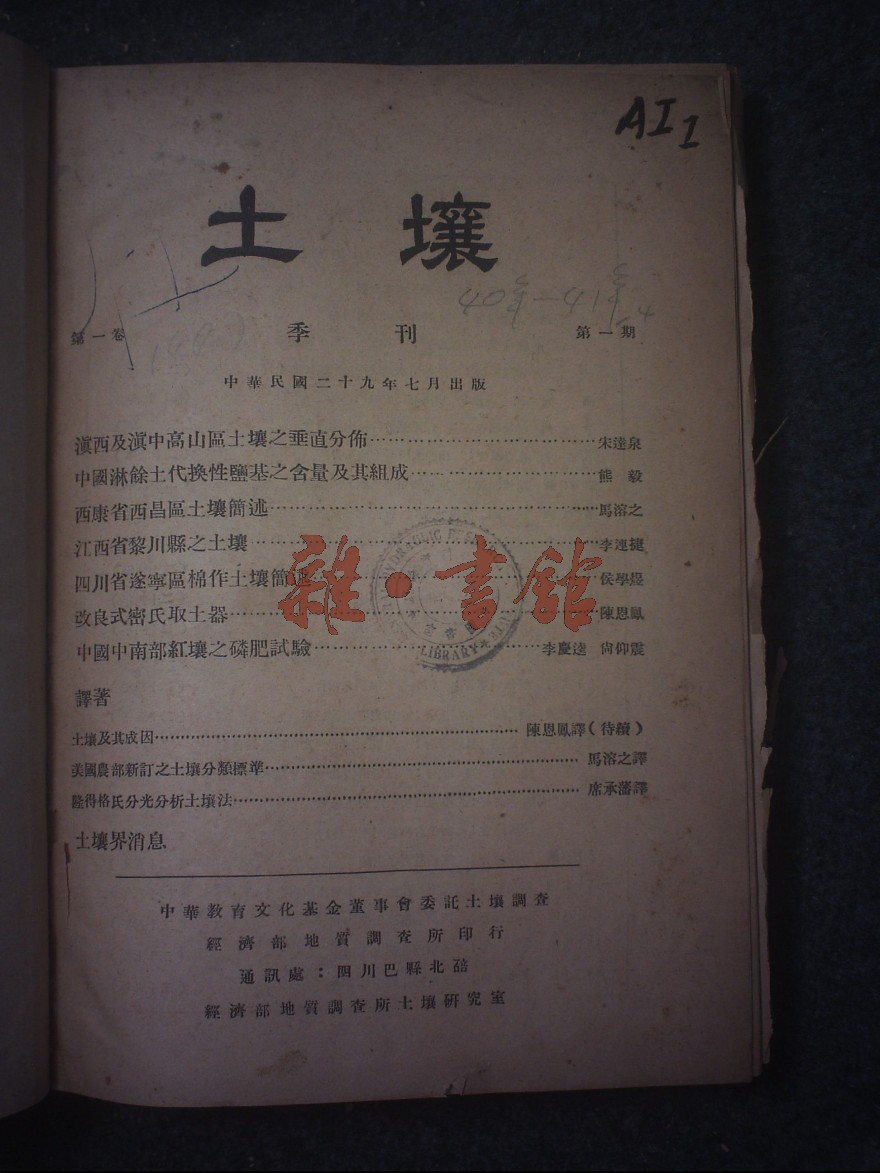 AI 1
土壤
第一卷 季刊 第一期
中華民國二十九年七月出版
滇西及滇中高山區土壤之垂直分佈……宋達泉
中國淋餘土代換性鹽基之含量及其組成……熊 毅
西康省西昌區土壤簡述……馬溶之
江西省黎川縣之土壤……李連捷
四川省遂寧區棉作土壤簡述……侯學煜
改良式密氏取土器……陳恩鳳
中國中南部紅壤之磷肥試驗……李慶逵 尙仰震
譯著
土壤及其成因……陳恩鳳譯(待續)
美國農部新訂之土壤分類標準……馬溶之譯
隆得格氏分光分析土壤法……席承藩譯
土壤界消息
中華教育文化基金董事會委託土壤調查
經濟部地質調查所印行
通訊處：四川巴縣北碚
經濟部地質調查所土壤研究室
雜·書館
HYDRAULIC
LIBRARY